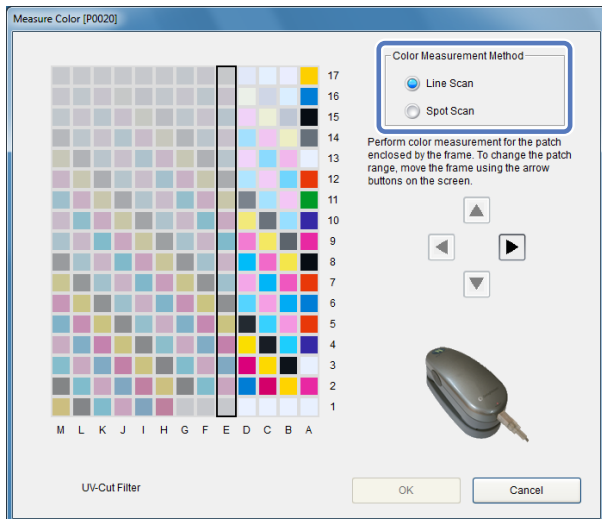 Measure Color [P0020]
Color Measurement Method
Line Scan
Spot Scan
Perform color measurement for the patch
enclosed by the frame. To change the patch
range, move the frame using the arrow
buttons on the screen.
17
16
15
14
13
12
11
10
9
8
7
6
5
4
3
2
1
M L K J I H G F E D C B A
UV-Cut Filter
OK
Cancel